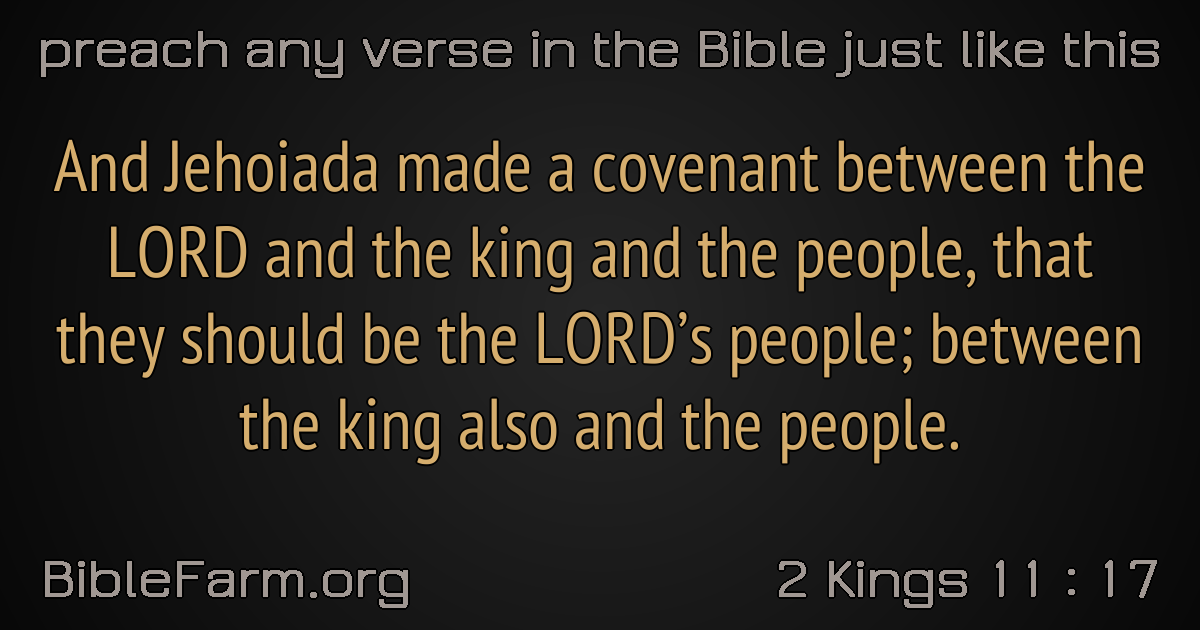 preach any verse in the Bible just like this
And Jehoiada made a covenant between the
LORD and the king and the people, that
they should be the LORD’s people; between
the king also and the people.
BibleFarm.org
2 Kings 11 : 17